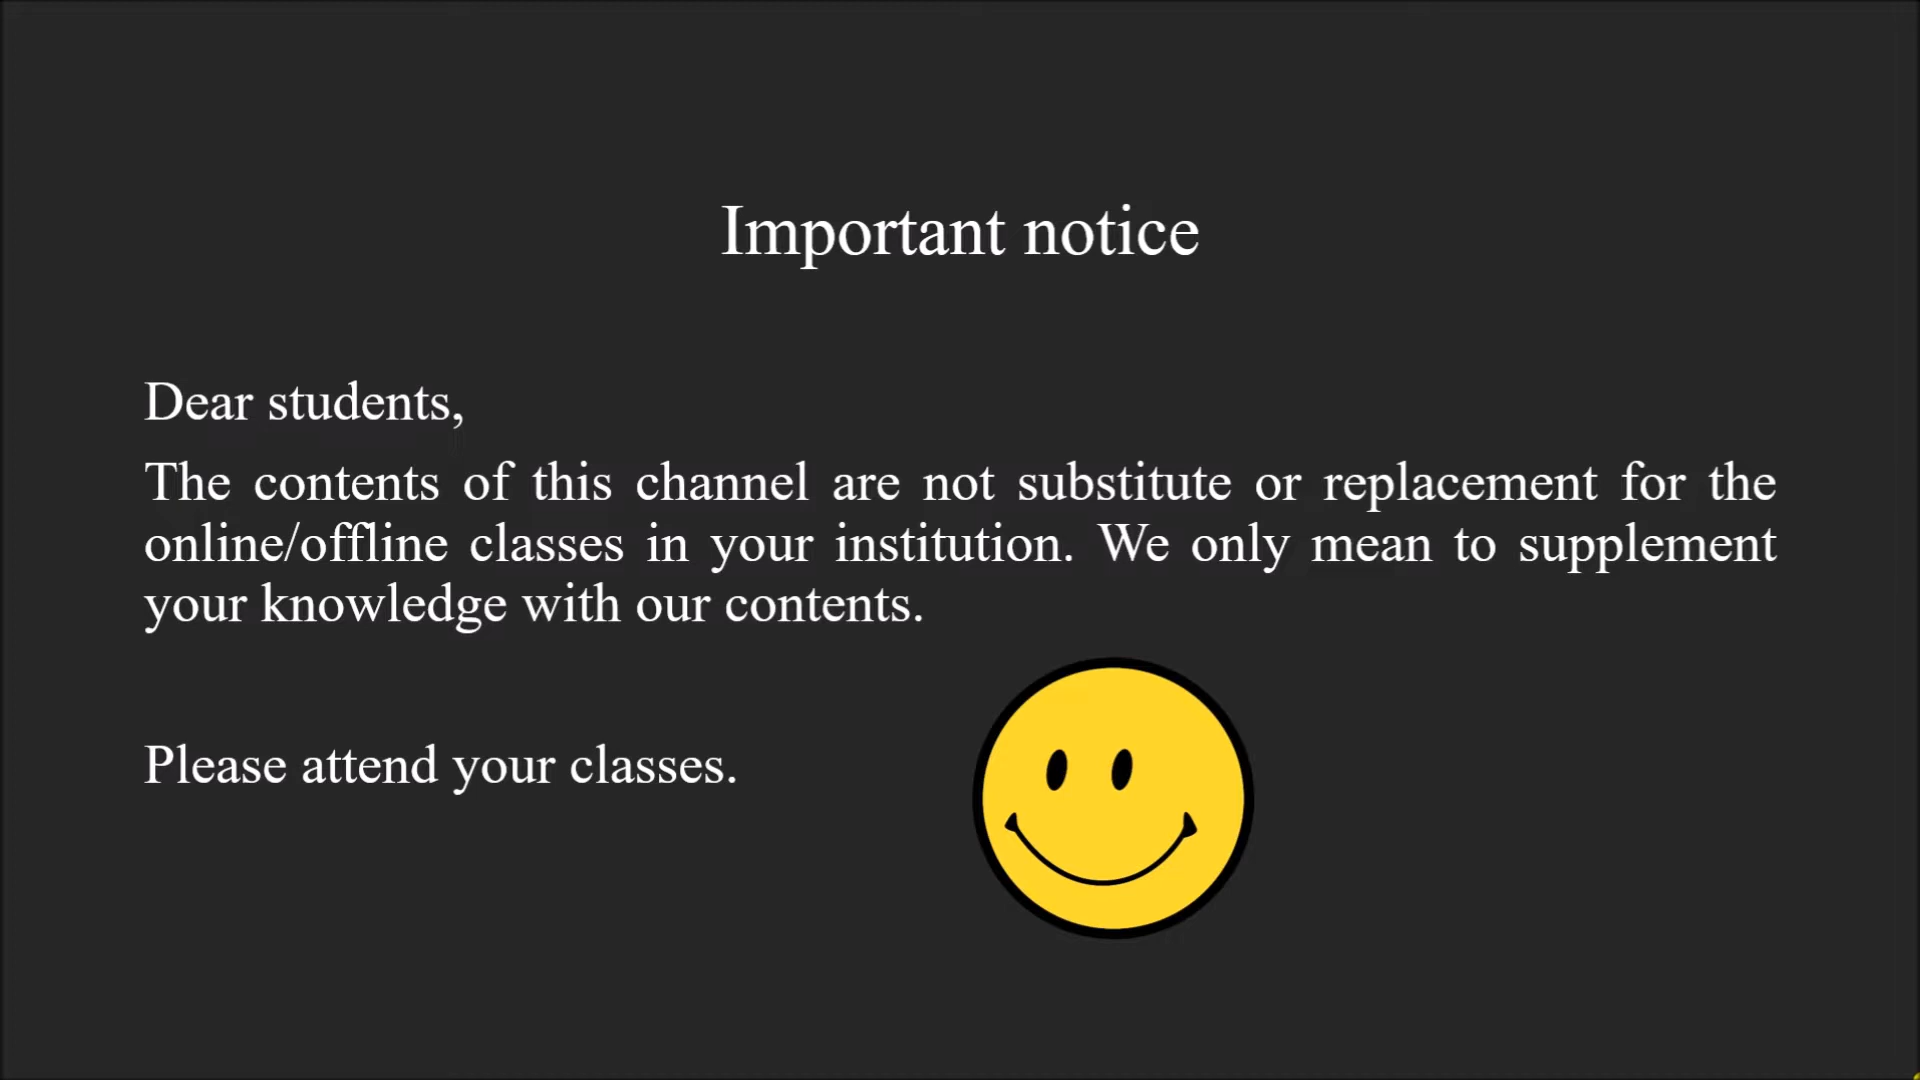 Important notice
Dear students,
The contents of this channel are not substitute or replacement for the
online/offline classes in your institution. We only mean to supplement
your knowledge with our contents.
Please attend your classes.